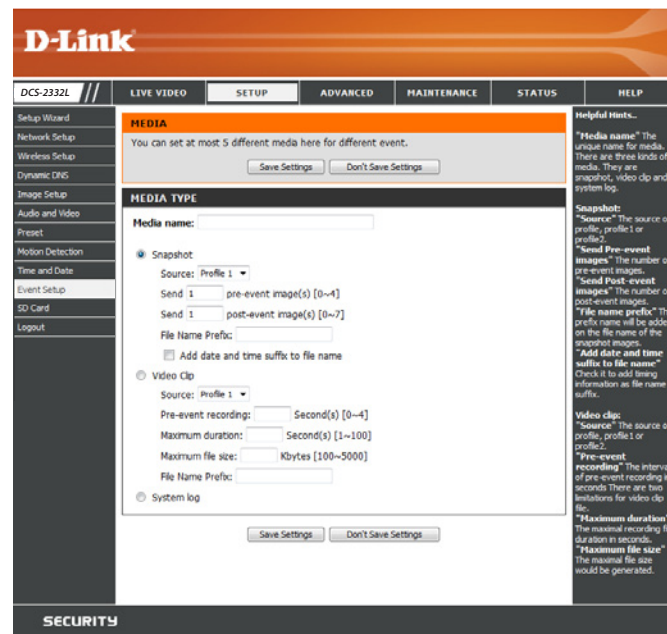 D-Link
DCS-2332L
LIVE VIDEO
SETUP
ADVANCED
MAINTENANCE
STATUS
HELP
Setup Wizard
Network Setup
Wireless Setup
Dynamic DNS
Image Setup
Audio and Video
Preset
Motion Detection
Time and Date
Event Setup
SD Card
Logout
MEDIA
You can set at most 5 different media here for different event.
Save Settings
Don't Save Settings
MEDIA TYPE
Media name:
Snapshot
Source: Profile 1
Send 1 pre-event image(s) [0~4]
Send 1 post-event image(s) [0~7]
File Name Prefix:
Add date and time suffix to file name
Video Clip
Source: Profile 1
Pre-event recording: Second(s) [0~4]
Maximum duration: Second(s) [1~100]
Maximum file size: Kbytes [100~5000]
File Name Prefix:
System log
Save Settings
Don't Save Settings
Helpful Hints..
"Media name" The
unique name for media.
There are three kinds of
media. They are
snapshot, video clip and
system log.
Snapshot:
"Source" The source o
profile, profile1 or
profile2.
"Send Pre-event
images" The number o
pre-event images.
"Send Post-event
images" The number o
post-event images.
"File name prefix" Th
prefix name will be adde
on the file name of the
snapshot images.
"Add date and time
suffix to file name"
Check it to add timing
information as file name
suffix.
Video clip:
"Source" The source o
profile, profile1 or
profile2.
"Pre-event
recording" The interva
of pre-event recording in
seconds There are two
limitations for video clip
file.
"Maximum duration"
The maximal recording fi
duration in seconds.
"Maximum file size"
The maximal file size
would be generated.
SECURITY